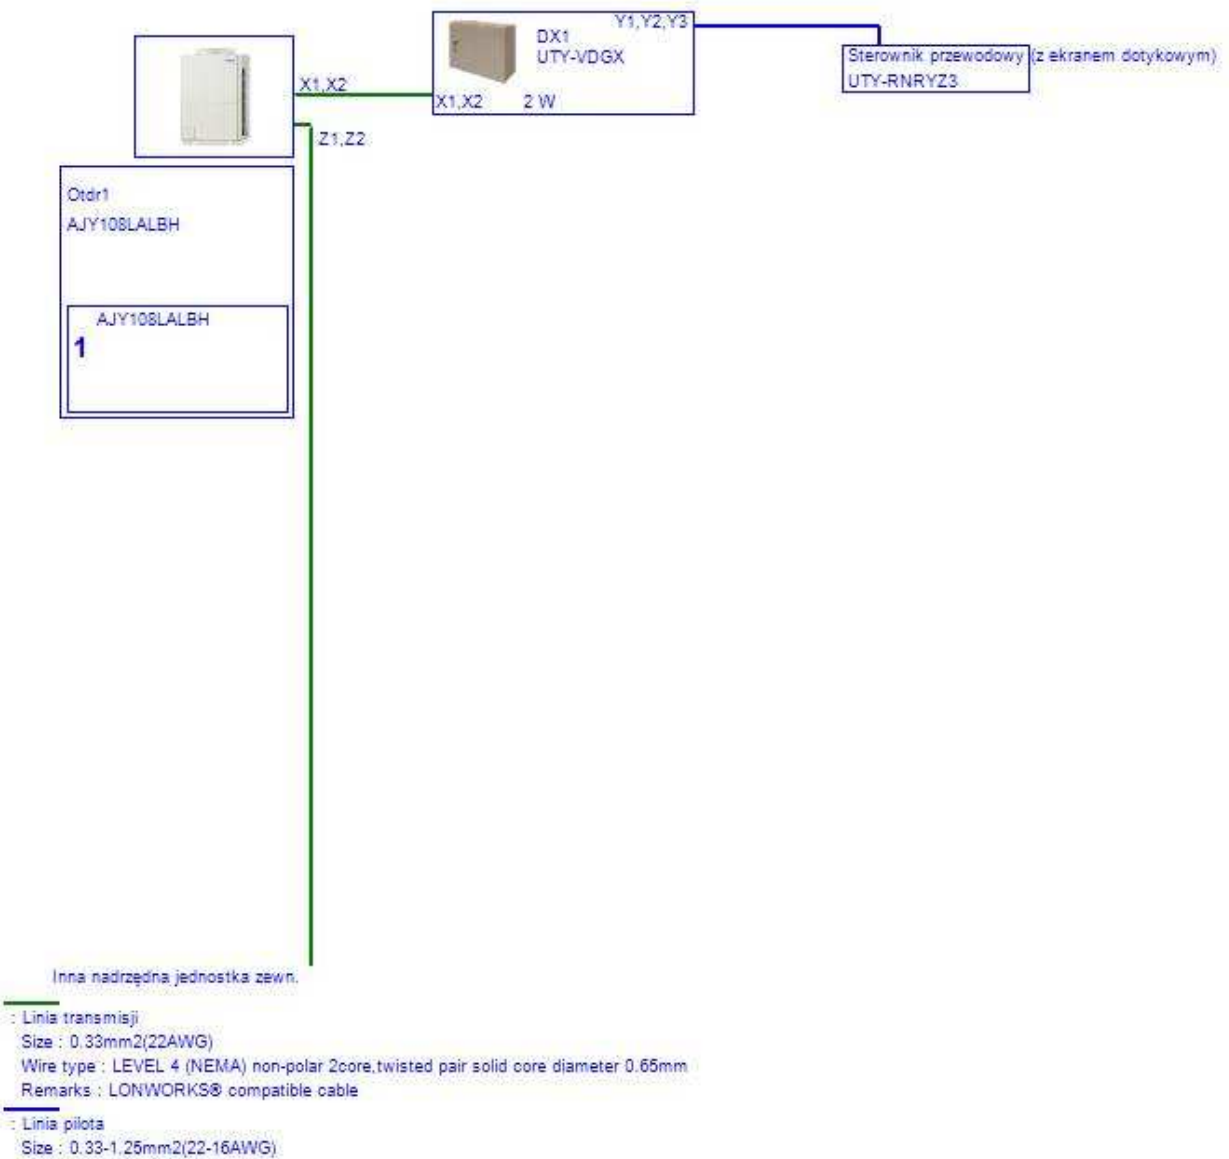 Y1,Y2,Y3
DX1
UTY-VDGX
Sterownik przewodowy (z ekranem dotykowym)
UTY-RNRYZ3
X1,X2
X1,X2 2 W
Z1,Z2
Otdr1
AJY108LALBH
AJY108LALBH
1
Inna nadrzędna jednostka zewn.
: Linia transmisji
Size : 0.33mm2(22AWG)
Wire type : LEVEL 4 (NEMA) non-polar 2core,twisted pair solid core diameter 0.65mm
Remarks : LONWORKS® compatible cable
: Linia pilota
Size : 0.33-1.25mm2(22-16AWG)